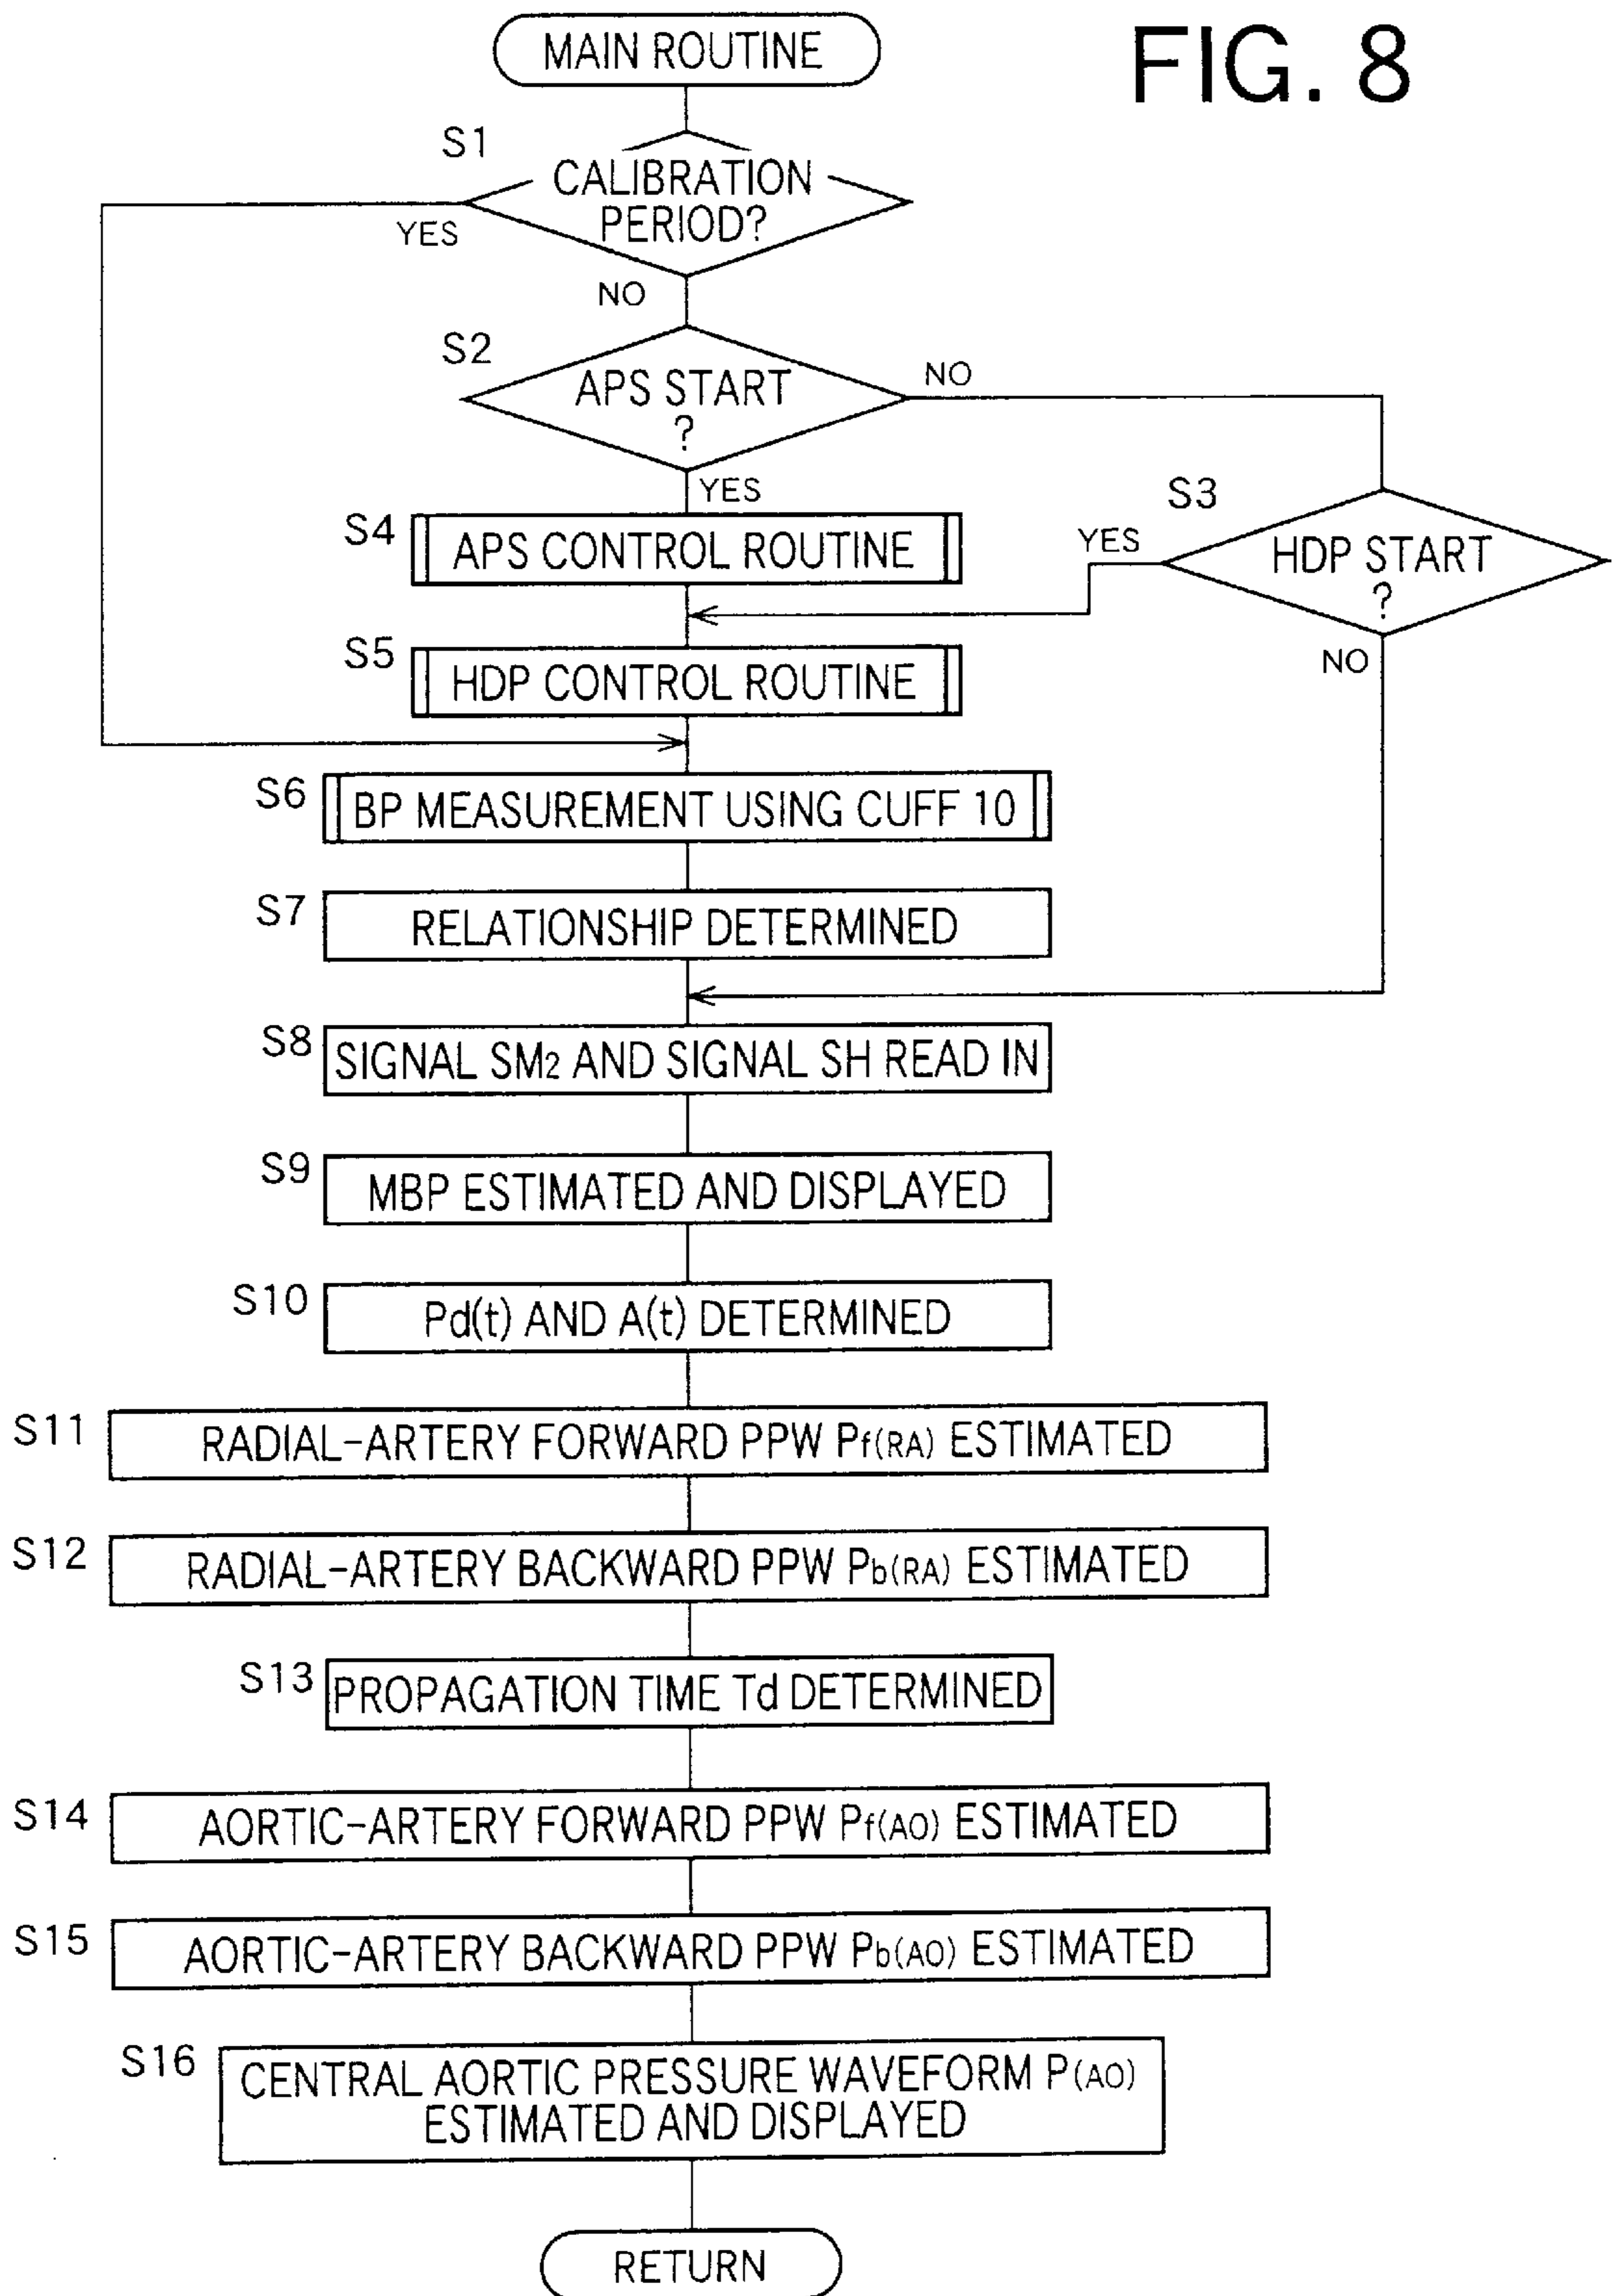 FIG. 8
MAIN ROUTINE
S1
CALIBRATION
PERIOD?
YES
NO
S2
APS START
?
NO
YES
S3
HDP START
?
YES
NO
S4
APS CONTROL ROUTINE
S5
HDP CONTROL ROUTINE
S6
BP MEASUREMENT USING CUFF 10
S7
RELATIONSHIP DETERMINED
S8
SIGNAL SM2 AND SIGNAL SH READ IN
S9
MBP ESTIMATED AND DISPLAYED
S10
Pd(t) AND A(t) DETERMINED
S11
RADIAL-ARTERY FORWARD PPW Pf(RA) ESTIMATED
S12
RADIAL-ARTERY BACKWARD PPW Pb(RA) ESTIMATED
S13
PROPAGATION TIME Td DETERMINED
S14
AORTIC-ARTERY FORWARD PPW Pf(AO) ESTIMATED
S15
AORTIC-ARTERY BACKWARD PPW Pb(AO) ESTIMATED
S16
CENTRAL AORTIC PRESSURE WAVEFORM P(AO)
ESTIMATED AND DISPLAYED
RETURN